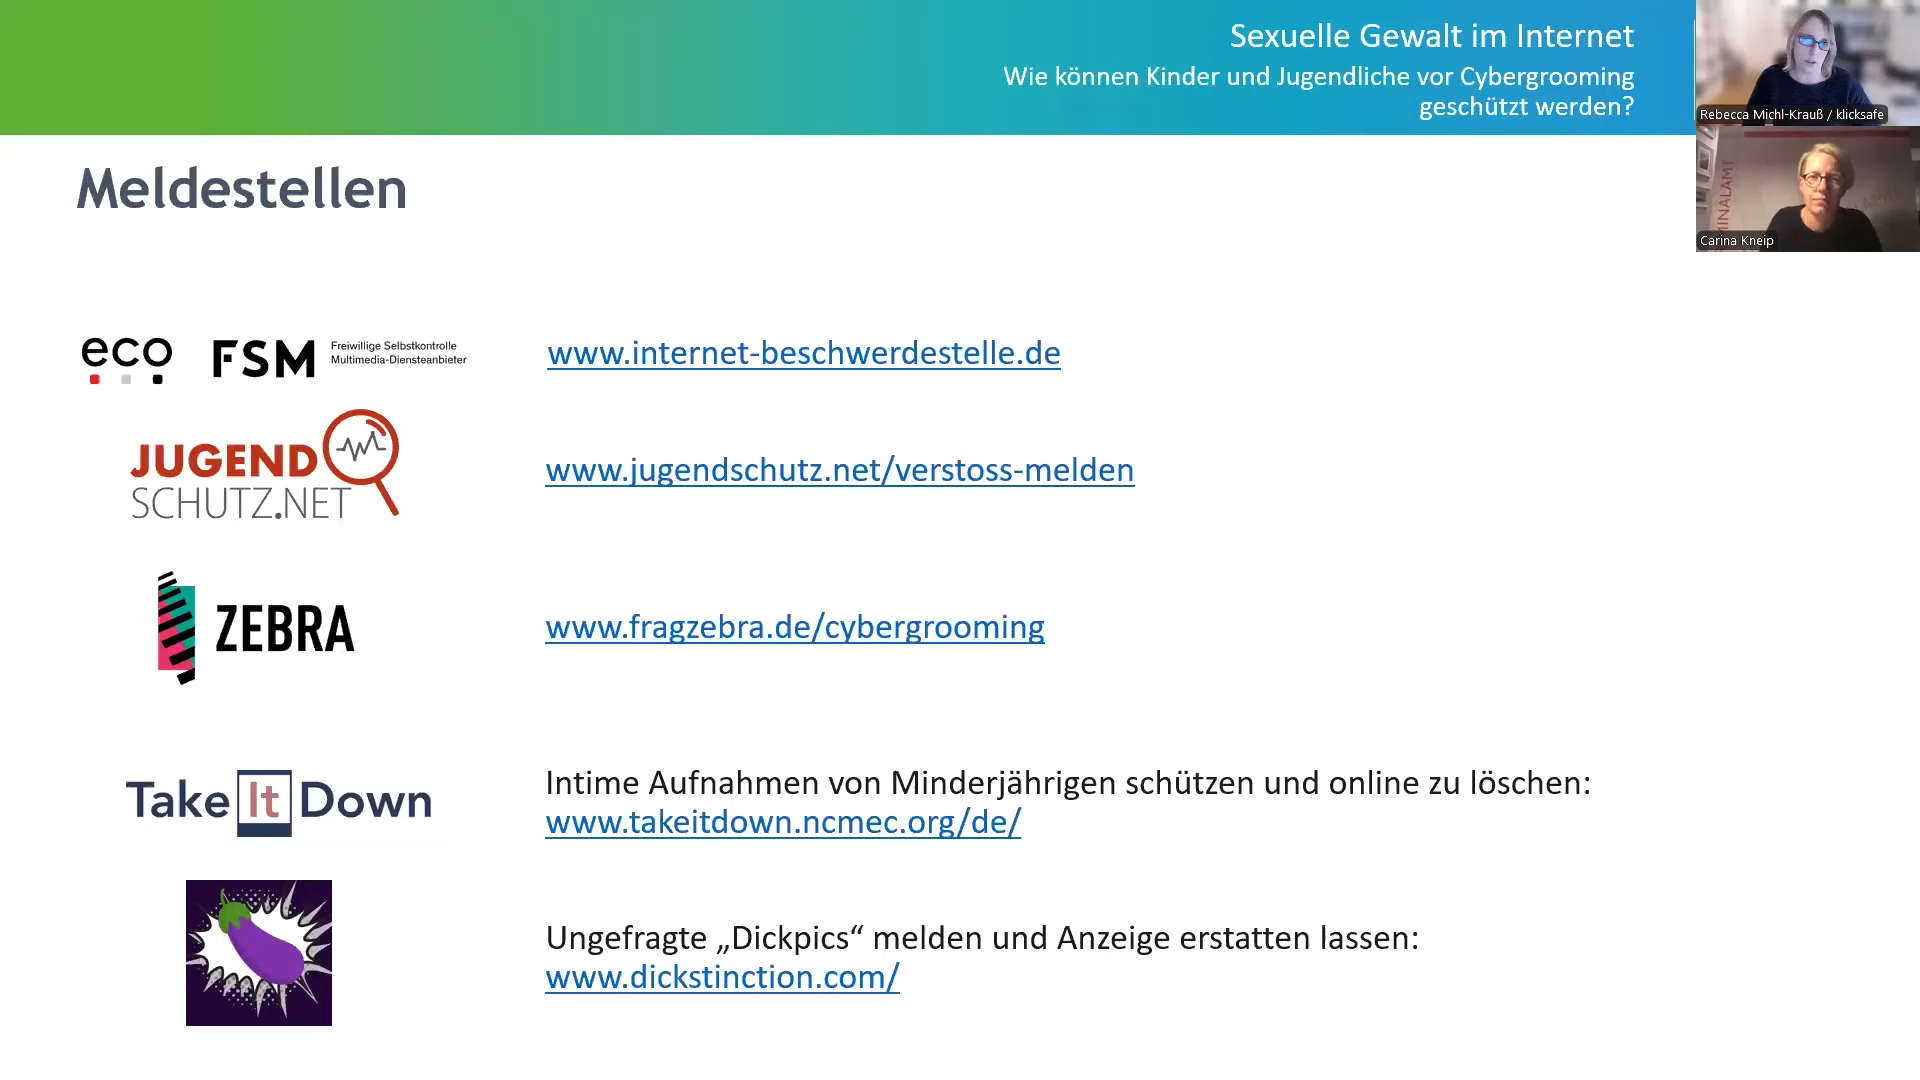 Sexuelle Gewalt im Internet
Wie können Kinder und Jugendliche vor Cybergrooming
geschützt werden?
Rebecca Michl-Krauß / klicksafe
MINALAMT
Carina Kneip
Meldestellen
eco
FSM
Freiwillige Selbstkontrolle
Multimedia-Diensteanbieter
www.internet-beschwerdestelle.de
JUGEND
SCHUTZ.NET
www.jugendschutz.net/verstoss-melden
ZEBRA
www.fragzebra.de/cybergrooming
Take It Down
Intime Aufnahmen von Minderjährigen schützen und online zu löschen:
www.takeitdown.ncmec.org/de/
Ungefragte „Dickpics“ melden und Anzeige erstatten lassen:
www.dickstinction.com/